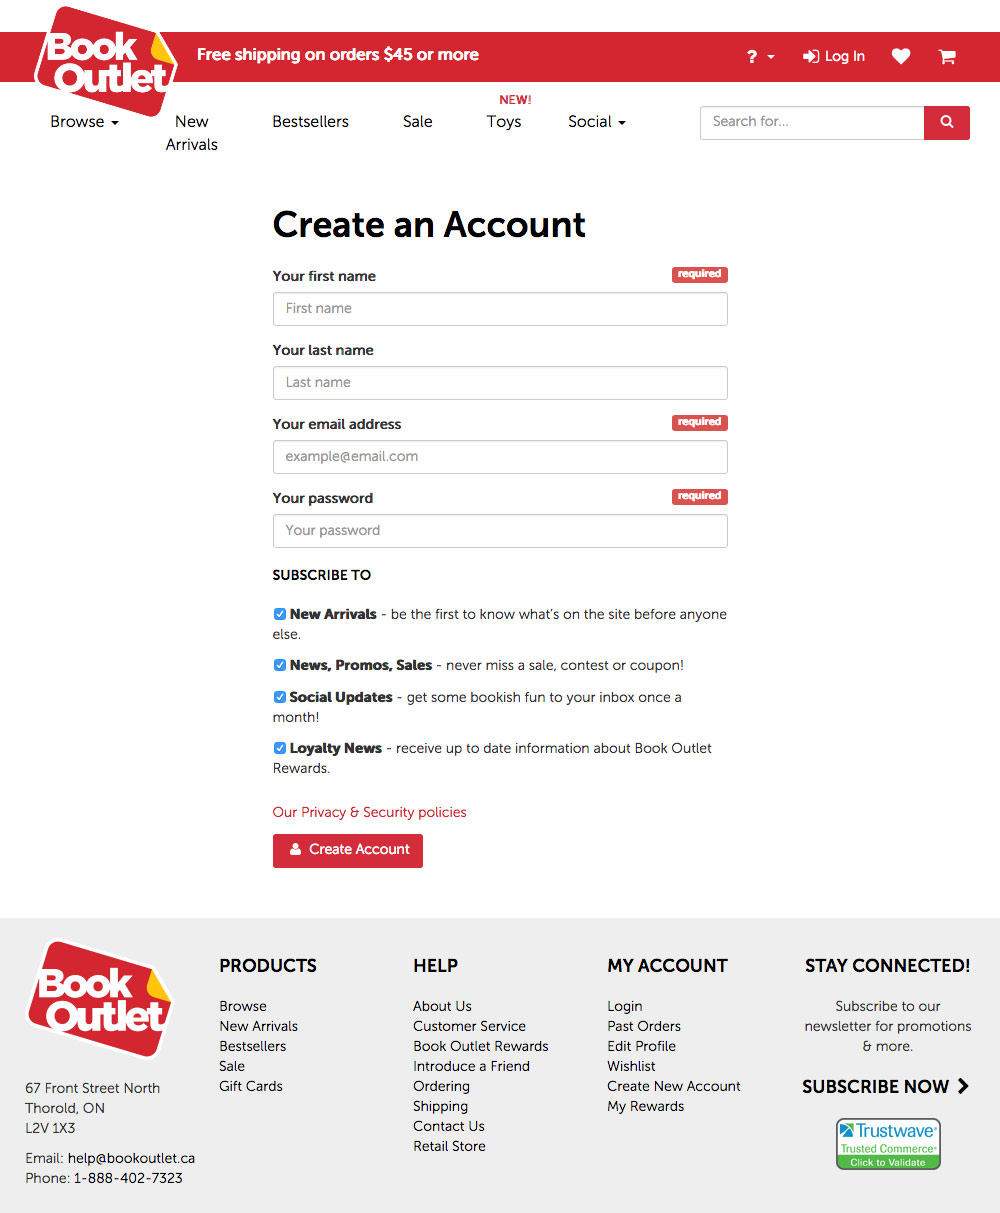 Book
Outlet
Free shipping on orders $45 or more
?
Log In
Browse
New
Arrivals
Bestsellers
Sale
NEW!
Toys
Social
Search for...
Create an Account
Your first name required
First name
Your last name
Last name
Your email address required
example@email.com
Your password required
Your password
SUBSCRIBE TO
New Arrivals - be the first to know what's on the site before anyone
else.
News, Promos, Sales - never miss a sale, contest or coupon!
Social Updates - get some bookish fun to your inbox once a
month!
Loyalty News - receive up to date information about Book Outlet
Rewards.
Our Privacy & Security policies
Create Account
Book
Outlet
67 Front Street North
Thorold, ON
L2V 1X3
Email: help@bookoutlet.ca
Phone: 1-888-402-7323
PRODUCTS
Browse
New Arrivals
Bestsellers
Sale
Gift Cards
HELP
About Us
Customer Service
Book Outlet Rewards
Introduce a Friend
Ordering
Shipping
Contact Us
Retail Store
MY ACCOUNT
Login
Past Orders
Edit Profile
Wishlist
Create New Account
My Rewards
STAY CONNECTED!
Subscribe to our
newsletter for promotions
& more.
SUBSCRIBE NOW
Trustwave®
Trusted Commerce®
Click to Validate